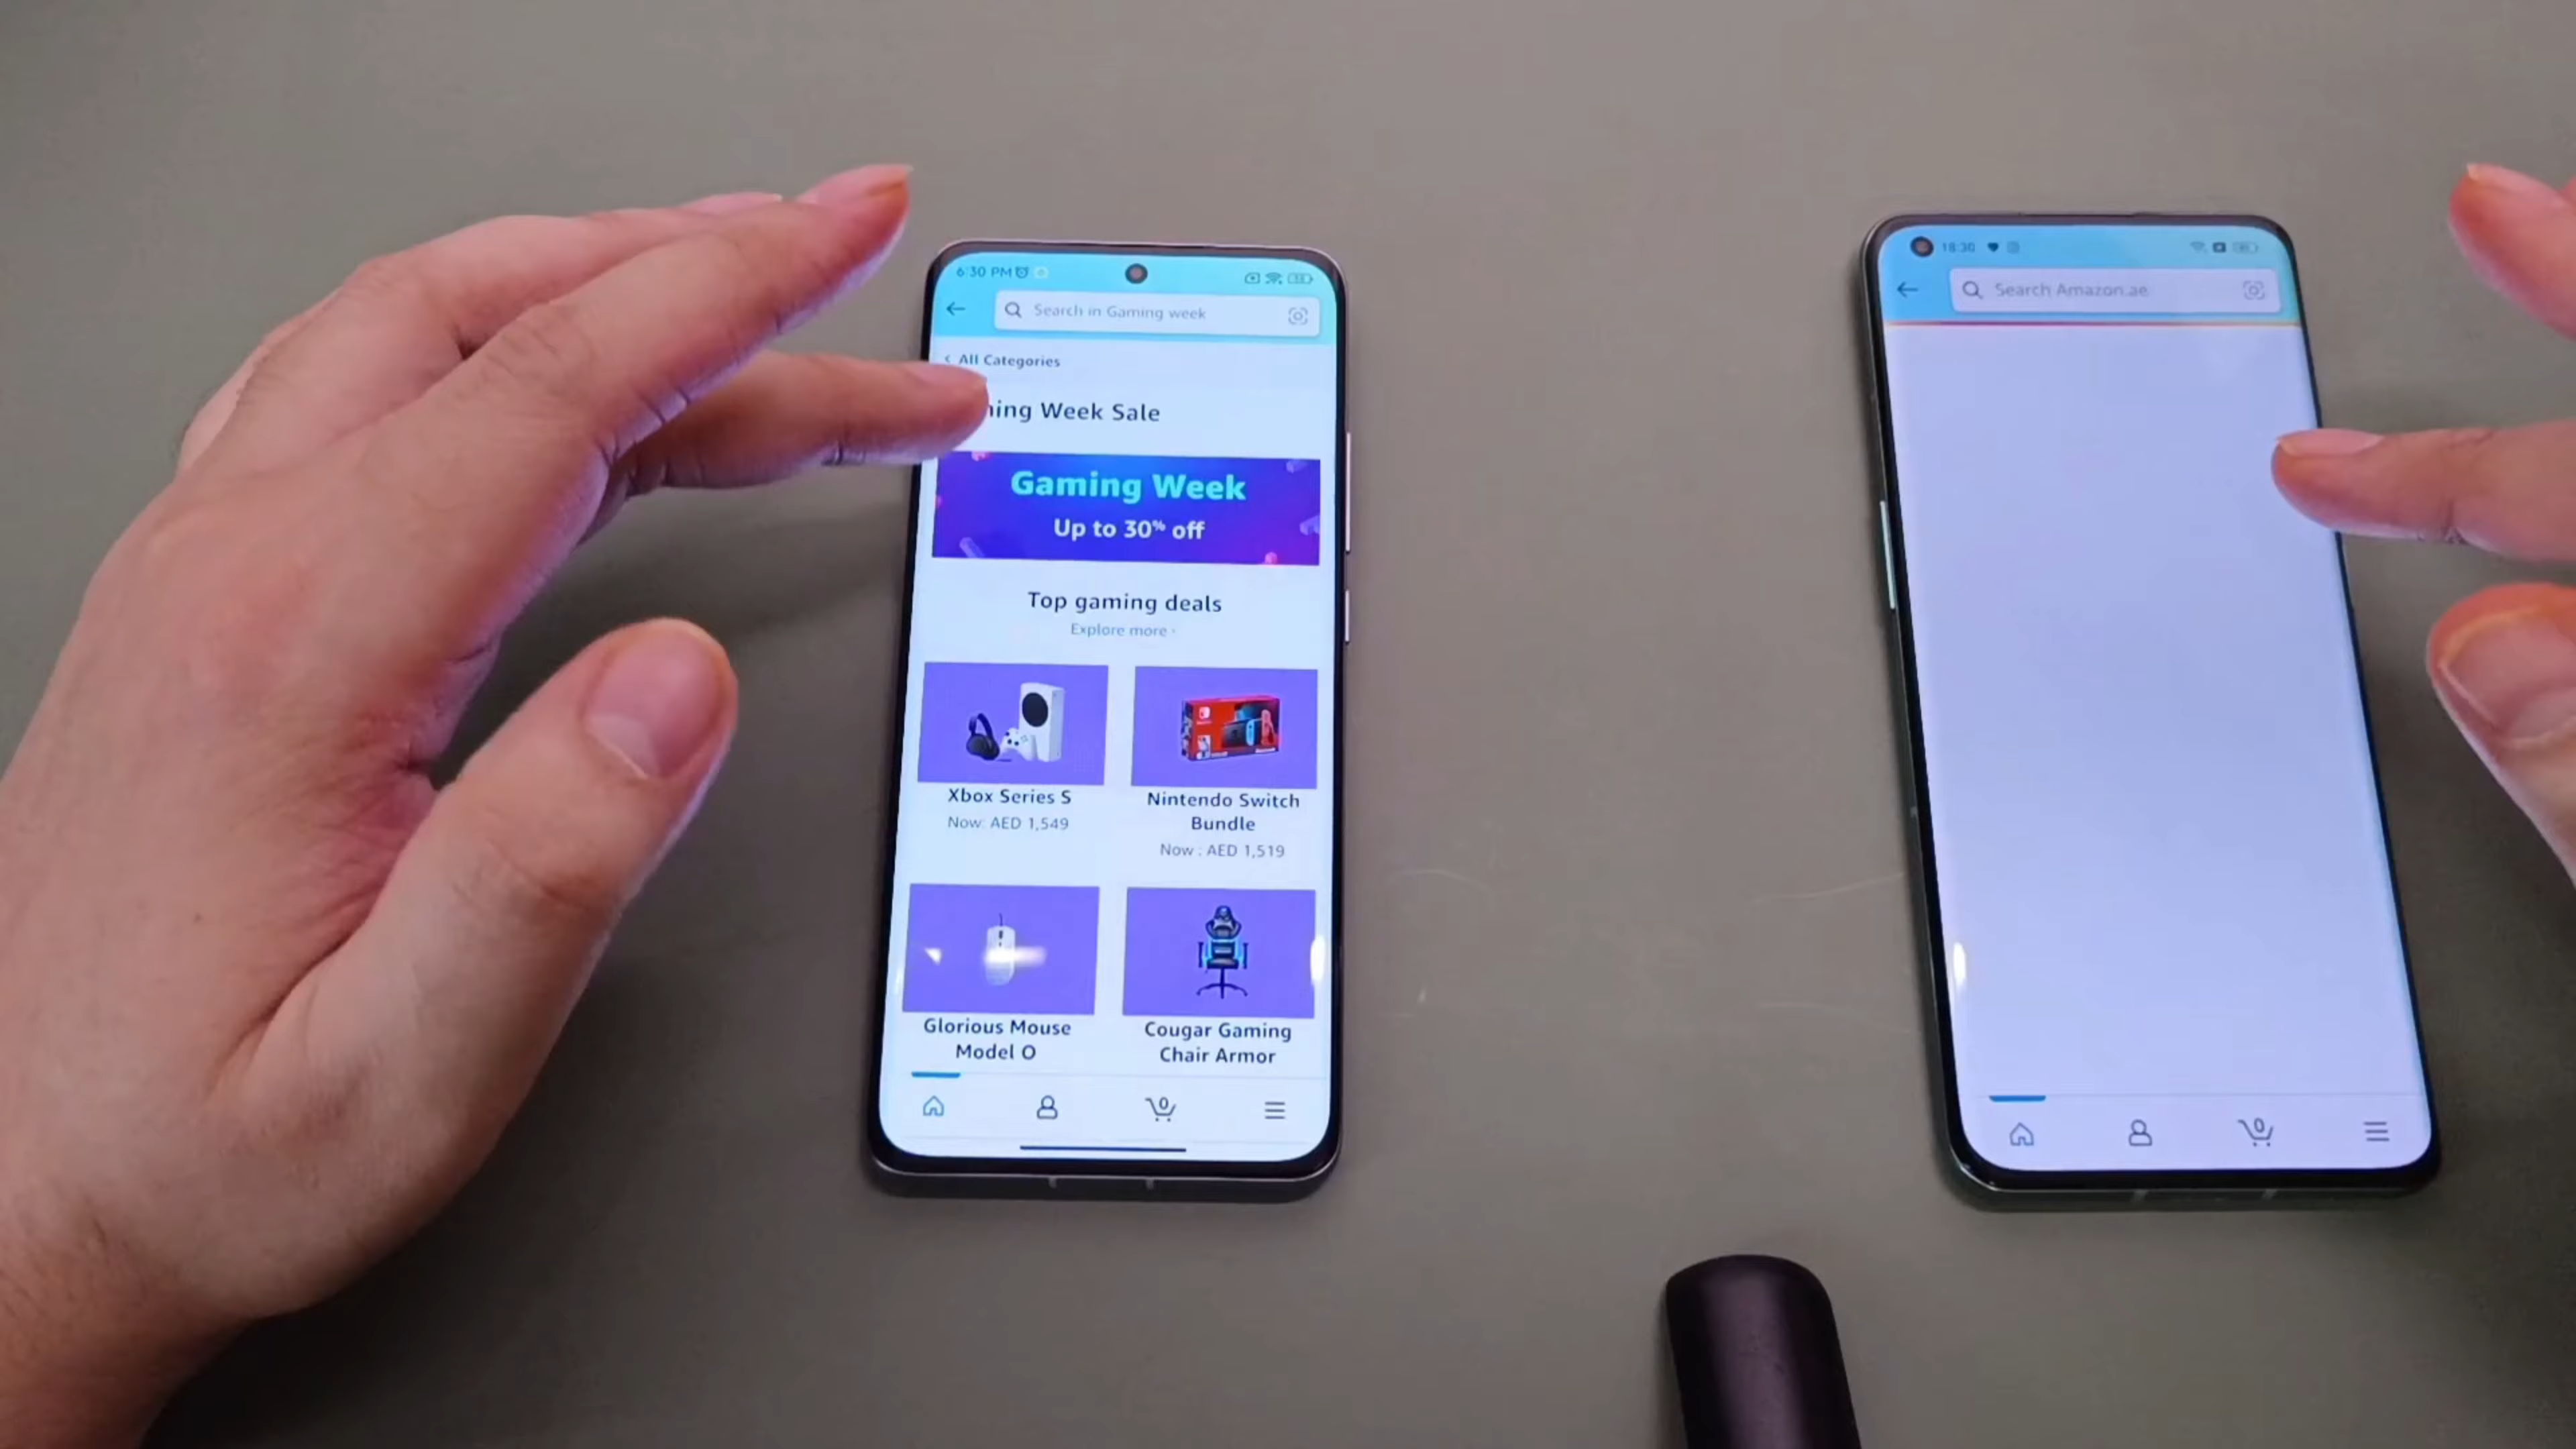 6:30 PM
Search in Gaming week
‹ All Categories
ing Week Sale
Gaming Week
Up to 30% off
Top gaming deals
Explore more ›
Xbox Series S
Now: AED 1,549
Nintendo Switch
Bundle
Now : AED 1,519
Glorious Mouse
Model O
Cougar Gaming
Chair Armor
0
18:30
Search Amazon.ae
0